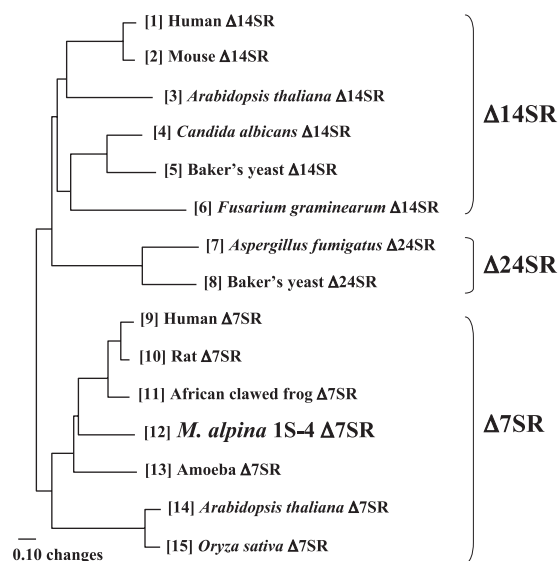 [1] Human Δ14SR
[2] Mouse Δ14SR
[3] Arabidopsis thaliana Δ14SR
[4] Candida albicans Δ14SR
[5] Baker's yeast Δ14SR
[6] Fusarium graminearum Δ14SR
Δ14SR
[7] Aspergillus fumigatus Δ24SR
[8] Baker's yeast Δ24SR
Δ24SR
[9] Human Δ7SR
[10] Rat Δ7SR
[11] African clawed frog Δ7SR
[12] M. alpina 1S-4 Δ7SR
[13] Amoeba Δ7SR
[14] Arabidopsis thaliana Δ7SR
[15] Oryza sativa Δ7SR
Δ7SR
0.10 changes